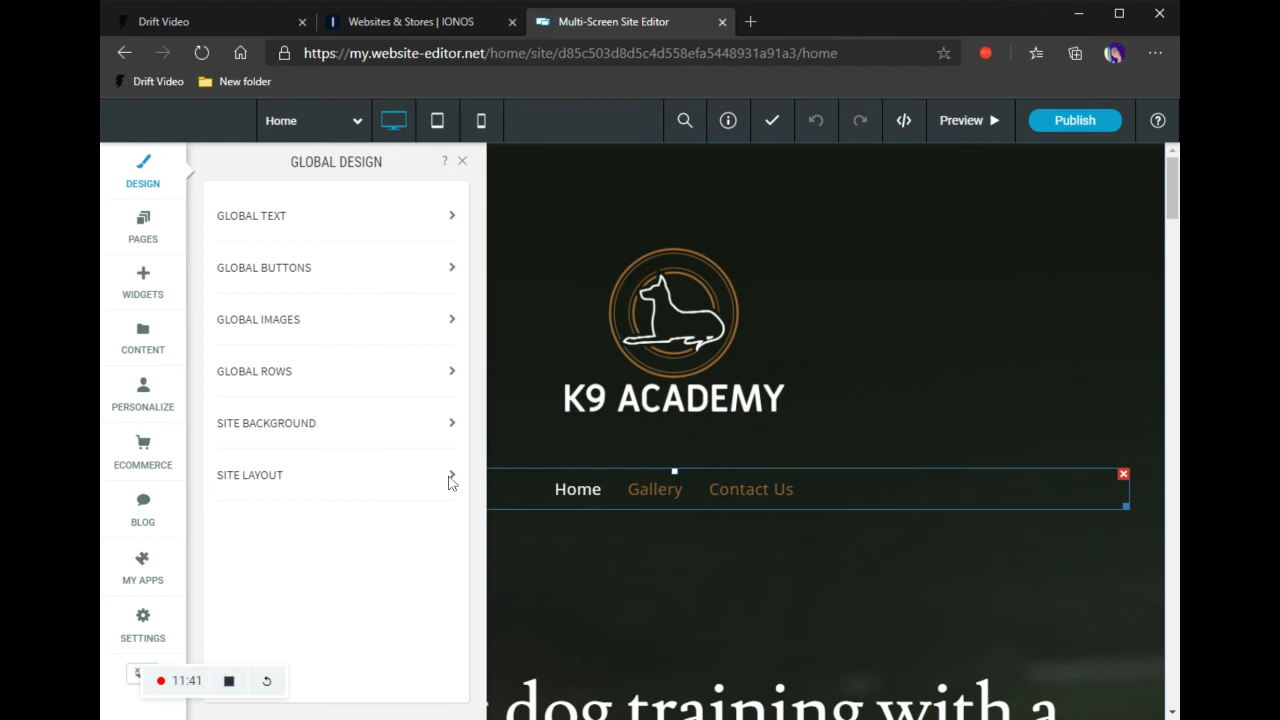 Drift Video
Websites & Stores | IONOS
Multi-Screen Site Editor
https://my.website-editor.net/home/site/d85c503d8d5c4d558efa5448931a91a3/home
Drift Video
New folder
Home
Preview
Publish
DESIGN
PAGES
WIDGETS
CONTENT
PERSONALIZE
ECOMMERCE
BLOG
MY APPS
SETTINGS
GLOBAL DESIGN
?
GLOBAL TEXT
GLOBAL BUTTONS
GLOBAL IMAGES
GLOBAL ROWS
SITE BACKGROUND
SITE LAYOUT
11:41
K9 ACADEMY
Home Gallery Contact Us
dog training with a